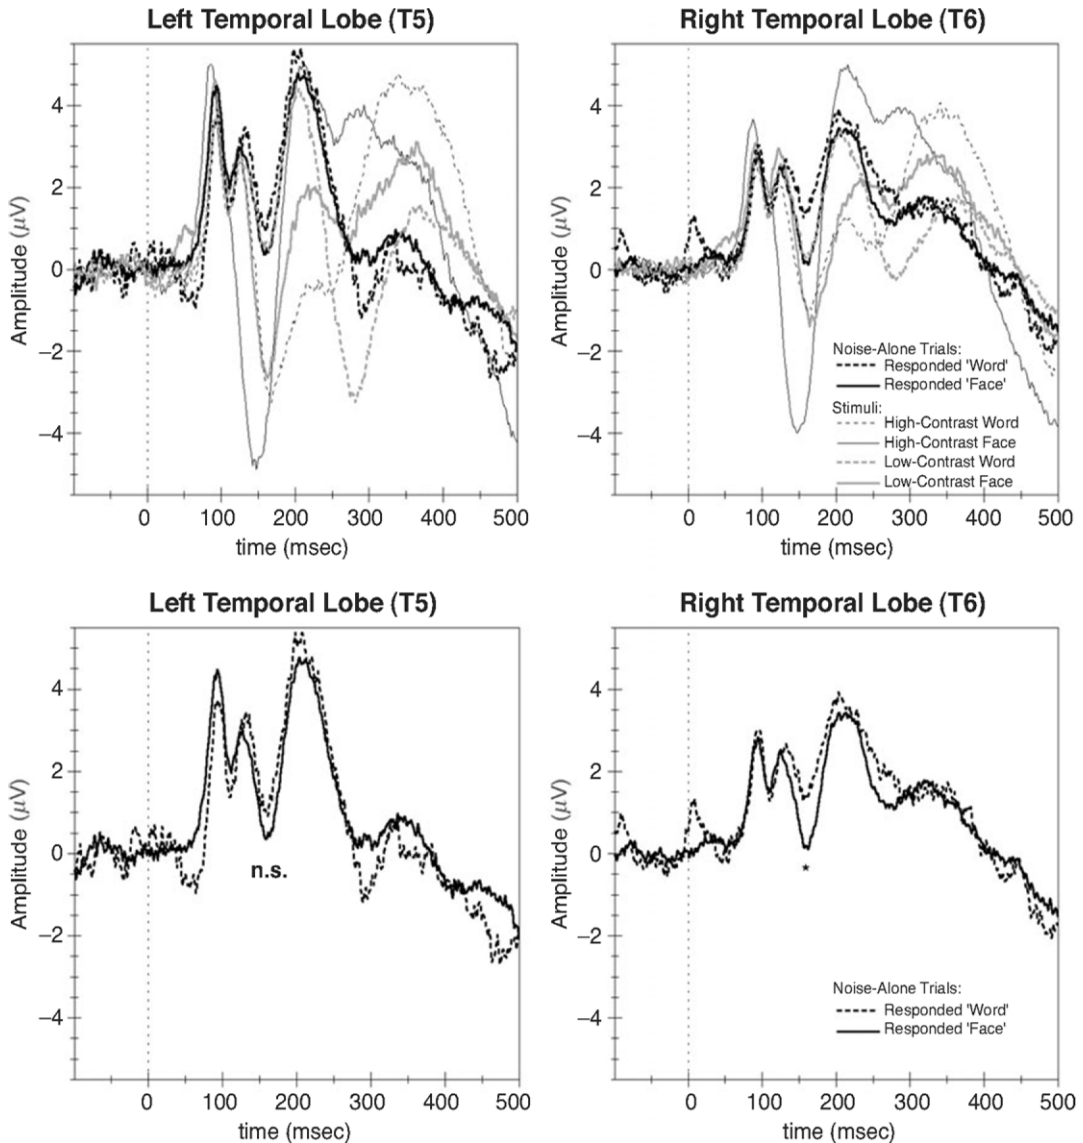 Left Temporal Lobe (T5)
Right Temporal Lobe (T6)
4
2
0
−2
−4
Amplitude (μV)
0 100 200 300 400 500
time (msec)
4
2
0
−2
−4
Amplitude (μV)
Noise-Alone Trials:
Responded 'Word'
Responded 'Face'
Stimuli:
High-Contrast Word
High-Contrast Face
Low-Contrast Word
Low-Contrast Face
0 100 200 300 400 500
time (msec)
Left Temporal Lobe (T5)
Right Temporal Lobe (T6)
4
2
0
−2
−4
Amplitude (μV)
n.s.
0 100 200 300 400 500
time (msec)
4
2
0
−2
−4
Amplitude (μV)
*
Noise-Alone Trials:
Responded 'Word'
Responded 'Face'
0 100 200 300 400 500
time (msec)